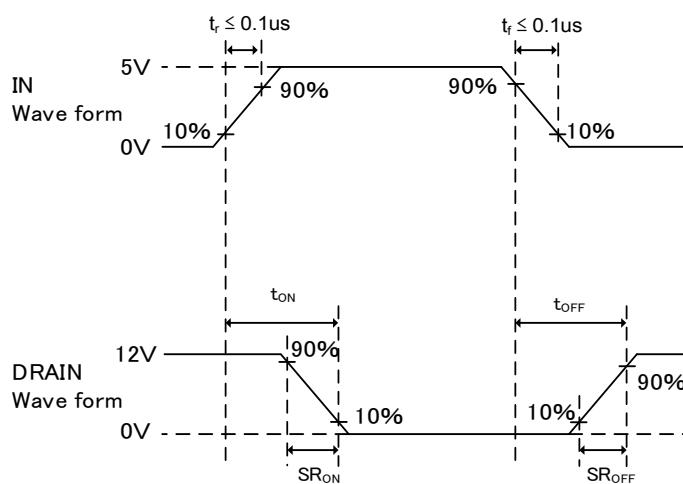 tr ≤ 0.1us
tf ≤ 0.1us
5V
IN
Wave form
90%
90%
10%
10%
0V
tON
tOFF
12V
90%
DRAIN
Wave form
90%
10%
10%
0V
SRON
SROFF